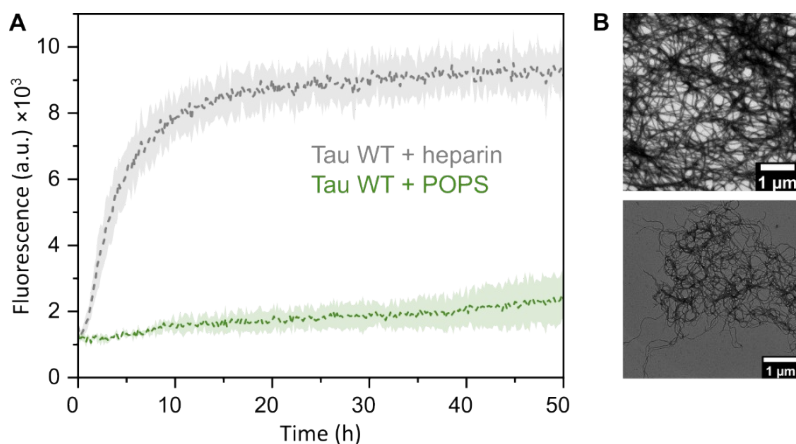 A
B
Fluorescence (a.u.) ×10³
10
8
6
4
2
0
Tau WT + heparin
Tau WT + POPS
0
10
20
30
40
50
Time (h)
1 µm
1 µm